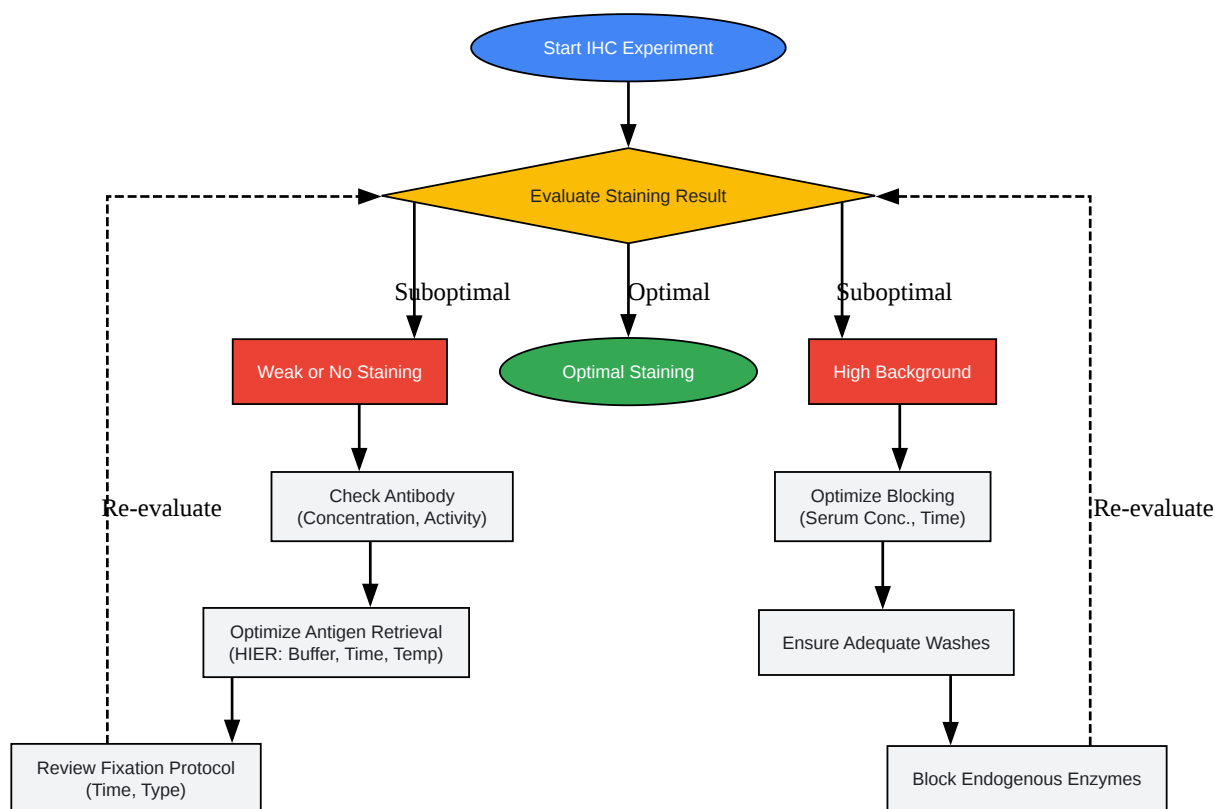 Start IHC Experiment
Evaluate Staining Result
Suboptimal
Optimal
Suboptimal
Weak or No Staining
Optimal Staining
High Background
Check Antibody
(Concentration, Activity)
Optimize Blocking
(Serum Conc., Time)
Re-evaluate
Re-evaluate
Optimize Antigen Retrieval
(HIER: Buffer, Time, Temp)
Ensure Adequate Washes
Review Fixation Protocol
(Time, Type)
Block Endogenous Enzymes